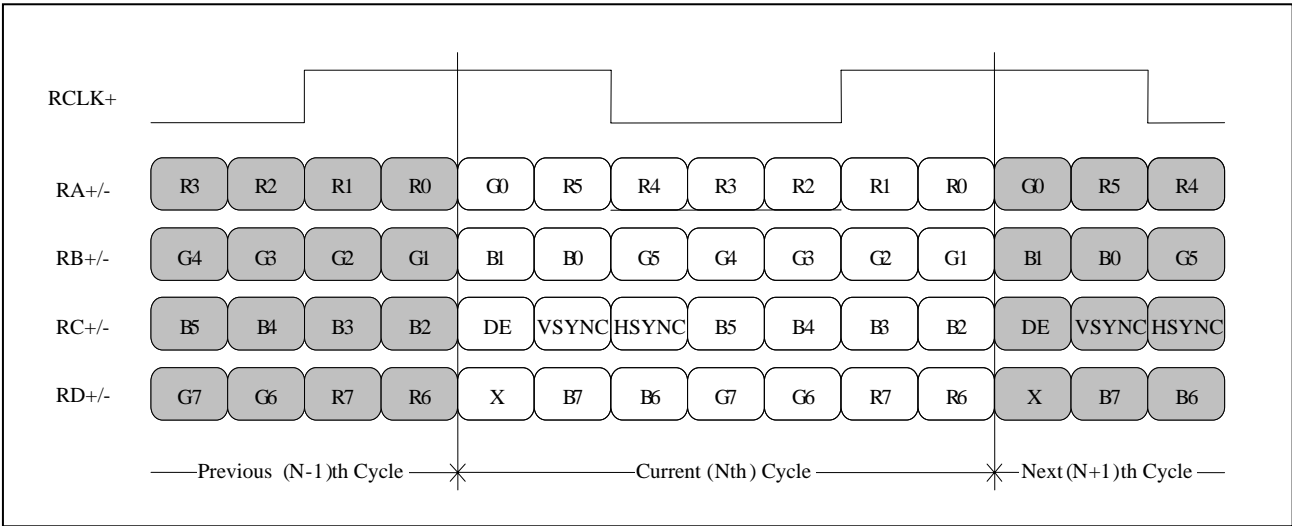 RCLK+
RA+/- R3 R2 R1 R0 G0 R5 R4 R3 R2 R1 R0 G0 R5 R4
RB+/- G4 G3 G2 G1 B1 B0 G5 G4 G3 G2 G1 B1 B0 G5
RC+/- B5 B4 B3 B2 DE VSYNC HSYNC B5 B4 B3 B2 DE VSYNC HSYNC
RD+/- G7 G6 R7 R6 X B7 B6 G7 G6 R7 R6 X B7 B6
Previous (N-1)th Cycle Current (Nth) Cycle Next (N+1)th Cycle